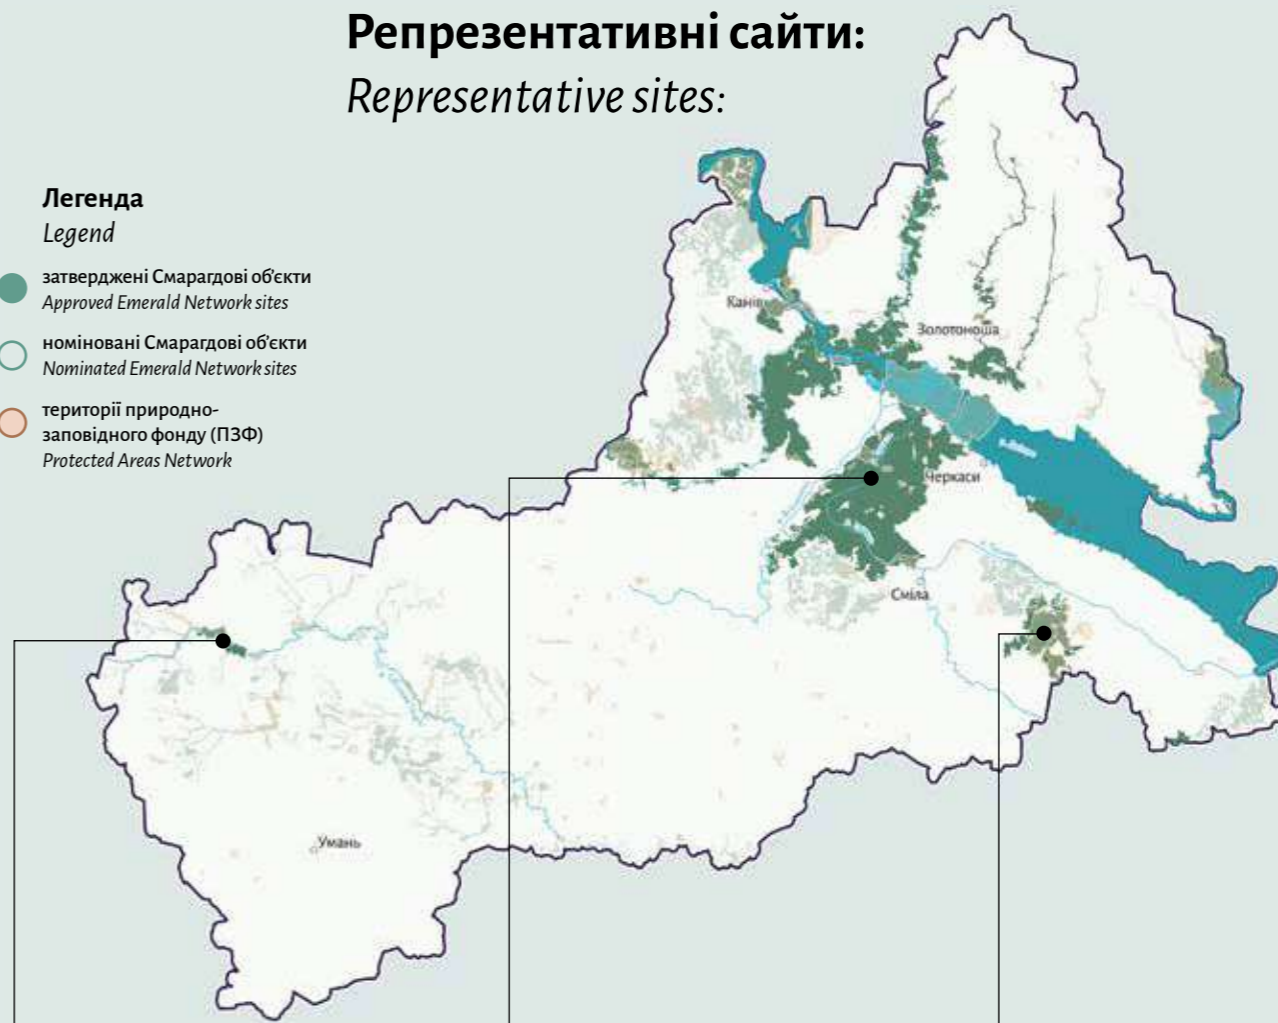 Репрезентативні сайти:
Representative sites:
Легенда
Legend
затверджені Смарагдові об'єкти
Approved Emerald Network sites
номіновані Смарагдові об'єкти
Nominated Emerald Network sites
території природно-
заповідного фонду (ПЗФ)
Protected Areas Network
Канів
Золотоноша
Черкаси
Сміла
Умань